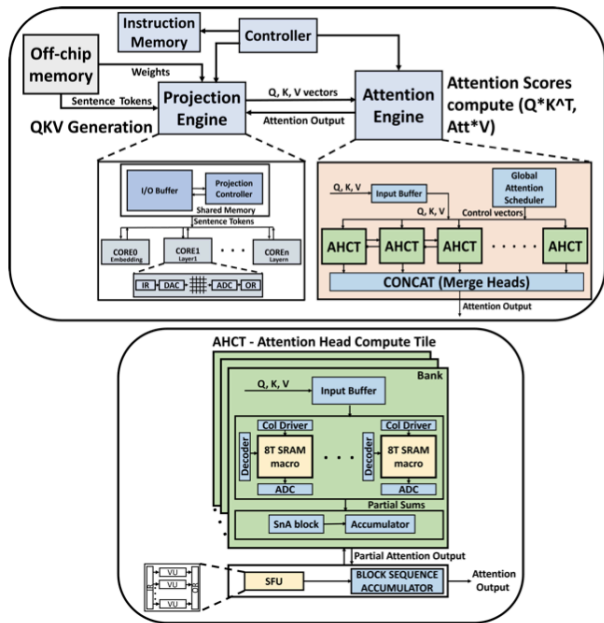 Instruction
Memory
Controller
Off-chip
memory
Weights
Sentence Tokens
QKV Generation
Projection
Engine
Q, K, V vectors
Attention Output
Attention
Engine
Attention Scores
compute (Q*K^T,
Att*V)
I/O Buffer
Projection
Controller
Shared Memory
Sentence Tokens
CORE0
Embedding
CORE1
Layer1
COREn
Layern
IR
DAC
ADC
OR
Q, K, V
Input Buffer
Global
Attention
Scheduler
Q, K, V
Control vectors
AHCT
AHCT
AHCT
AHCT
CONCAT (Merge Heads)
Attention Output
AHCT - Attention Head Compute Tile
Bank
Q, K, V
Input Buffer
Col Driver
Decoder
8T SRAM
macro
ADC
Col Driver
Decoder
8T SRAM
macro
ADC
Partial Sums
SnA block
Accumulator
Partial Attention Output
VU
VU
VU
OR
SFU
BLOCK SEQUENCE
ACCUMULATOR
Attention
Output